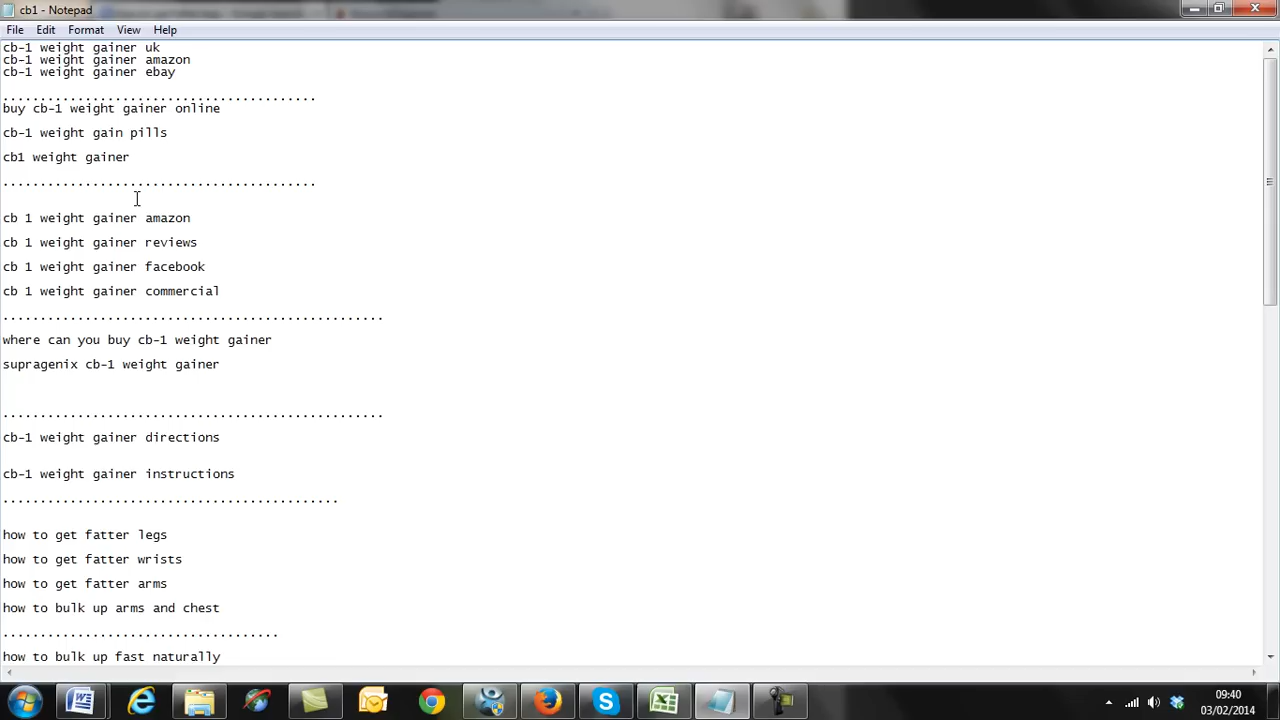 cb1 - Notepad
File Edit Format View Help
cb-1 weight gainer uk
cb-1 weight gainer amazon
cb-1 weight gainer ebay
..........................................
buy cb-1 weight gainer online
cb-1 weight gain pills
cb1 weight gainer
..........................................
cb 1 weight gainer amazon
cb 1 weight gainer reviews
cb 1 weight gainer facebook
cb 1 weight gainer commercial
...................................................
where can you buy cb-1 weight gainer
supragenix cb-1 weight gainer
...................................................
cb-1 weight gainer directions
cb-1 weight gainer instructions
.............................................
how to get fatter legs
how to get fatter wrists
how to get fatter arms
how to bulk up arms and chest
.....................................
how to bulk up fast naturally
09:40
03/02/2014